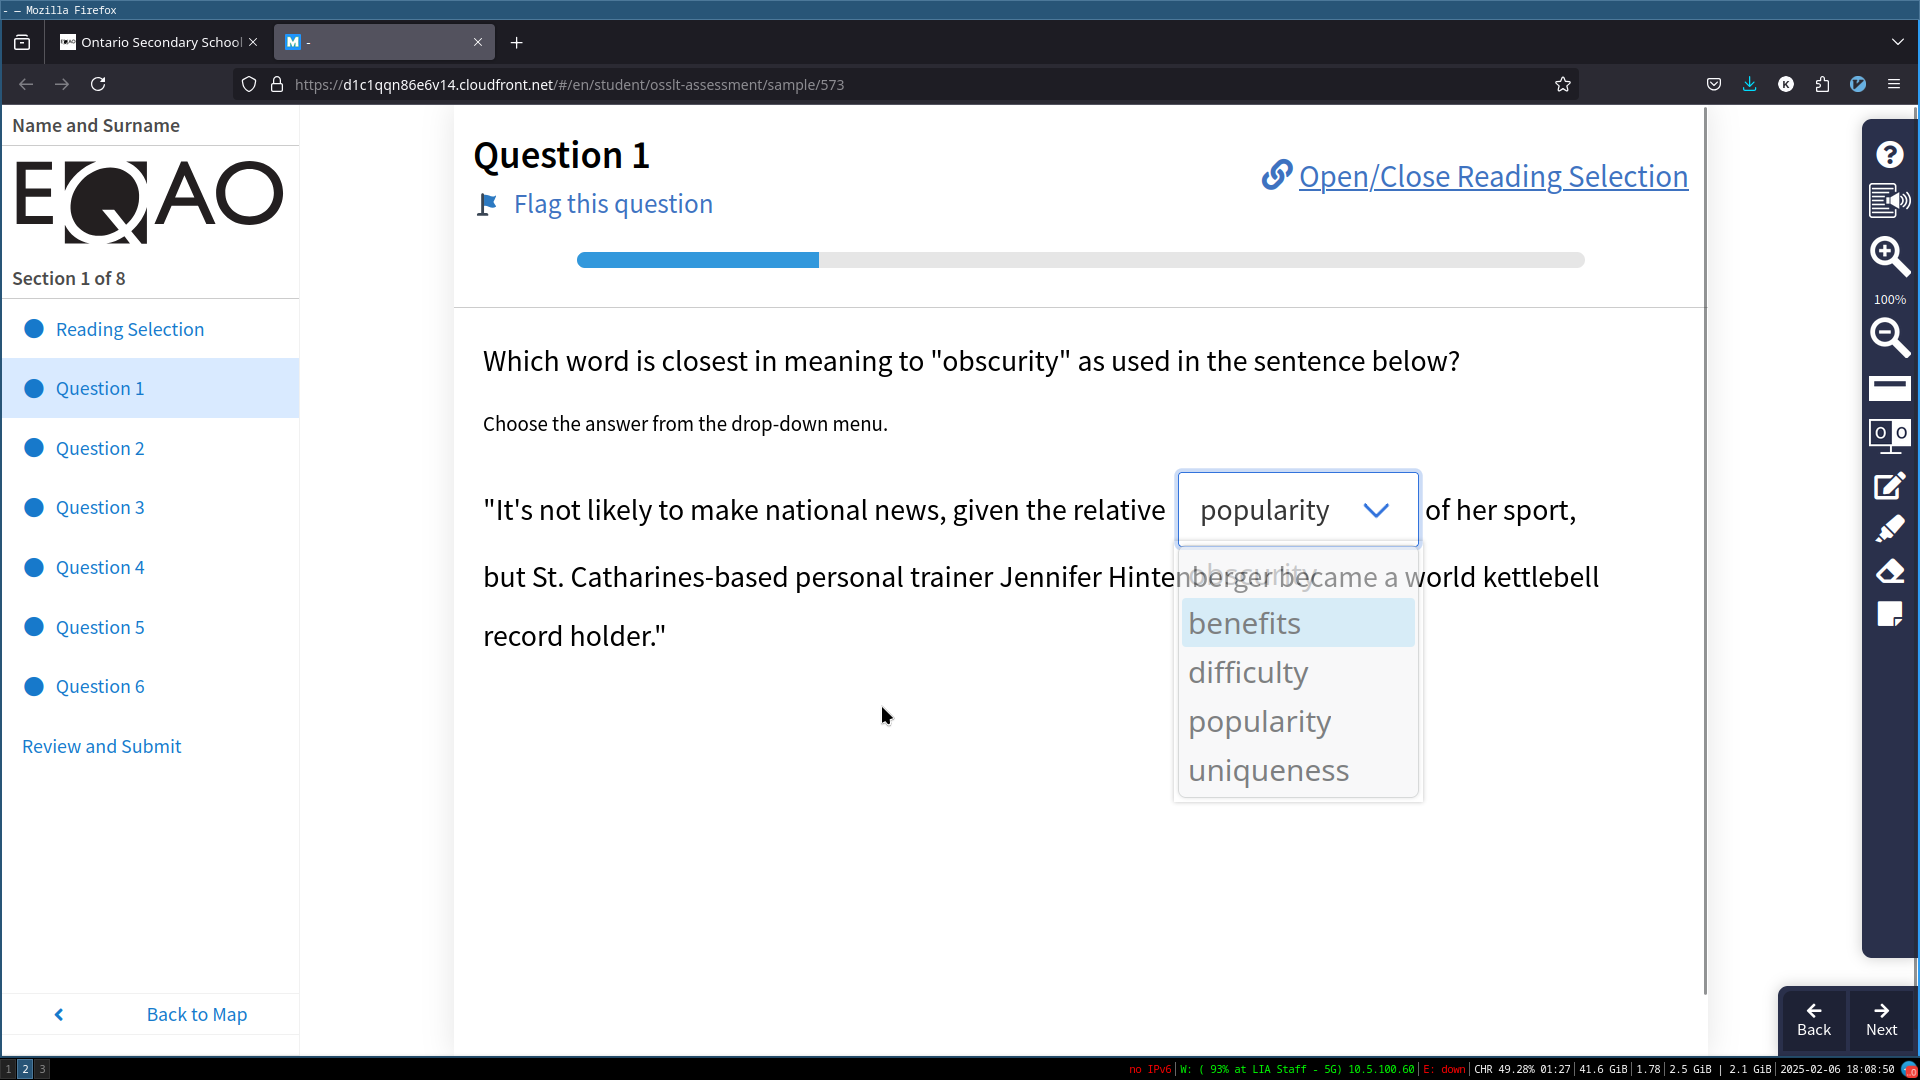 - — Mozilla Firefox
Ontario Secondary School
M -
https://d1c1qqn86e6v14.cloudfront.net/#/en/student/osslt-assessment/sample/573
Name and Surname
EQAO
Section 1 of 8
Reading Selection
Question 1
Question 2
Question 3
Question 4
Question 5
Question 6
Review and Submit
Back to Map
Question 1
Flag this question
Open/Close Reading Selection
Which word is closest in meaning to "obscurity" as used in the sentence below?
Choose the answer from the drop-down menu.
"It's not likely to make national news, given the relative popularity of her sport,
but St. Catharines-based personal trainer Jennifer Hintenberger became a world kettlebell
record holder."
obscurity
benefits
difficulty
popularity
uniqueness
100%
Back
Next
1 2 3
no IPv6 W: ( 93% at LIA Staff - 5G) 10.5.100.60 E: down CHR 49.28% 01:27 41.6 GiB 1.78 2.5 GiB | 2.1 GiB 2025-02-06 18:08:50